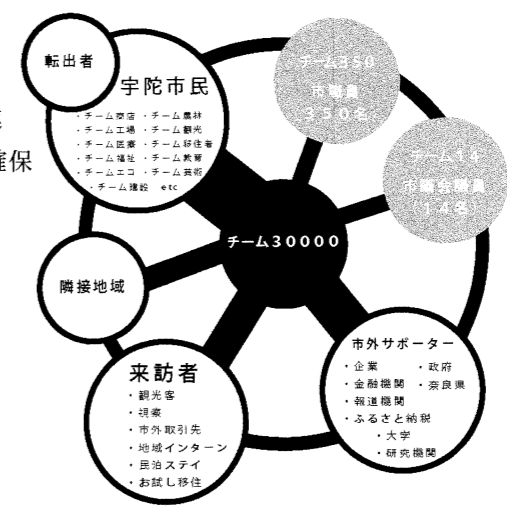 転出者
宇陀市民
・チーム商店 ・チーム農林
・チーム工場 ・チーム観光
・チーム医療 ・チーム移住者
・チーム福祉 ・チーム教育
・チームエコ ・チーム芸術
・チーム建設 etc
確保
チーム350
市職員
350名
チーム14
市議会議員
(14名)
チーム30000
隣接地域
来訪者
・観光客
・視察
・市外取引先
・地域インターン
・民泊ステイ
・お試し移住
市外サポーター
・企業 ・政府
・金融機関 ・奈良県
・報道機関
・ふるさと納税
・大学
・研究機関